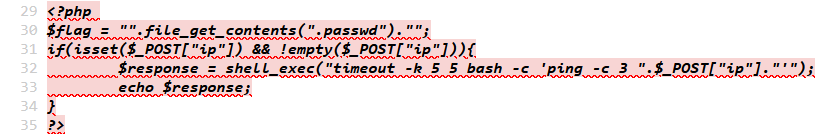 29 <?php
30 $flag = "".file_get_contents(".passwd")."";
31 if(isset($_POST["ip"]) && !empty($_POST["ip"])){
32 $response = shell_exec("timeout -k 5 5 bash -c 'ping -c 3 ".$_POST["ip"]."'");
33 echo $response;
34 }
35 ?>